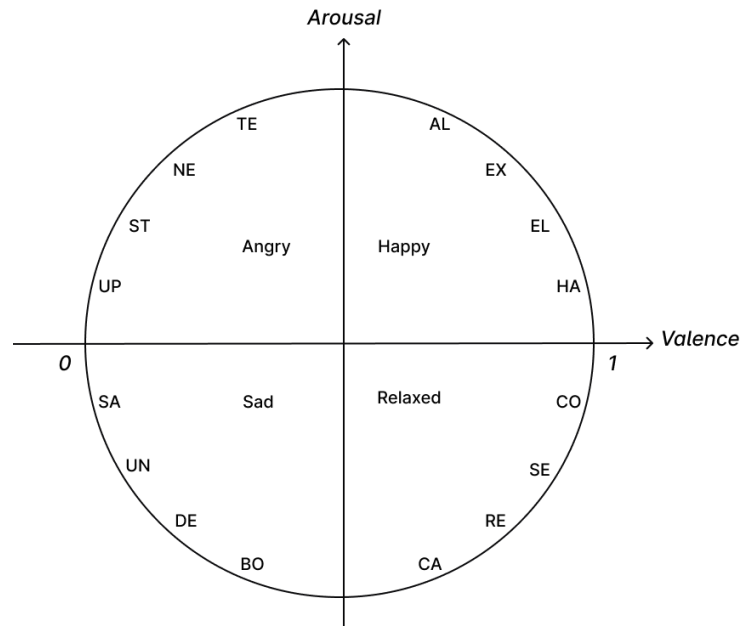 Arousal
TE
AL
NE
EX
ST
EL
Angry
Happy
UP
HA
Valence
0
1
SA
Sad
Relaxed
CO
UN
SE
DE
RE
BO
CA